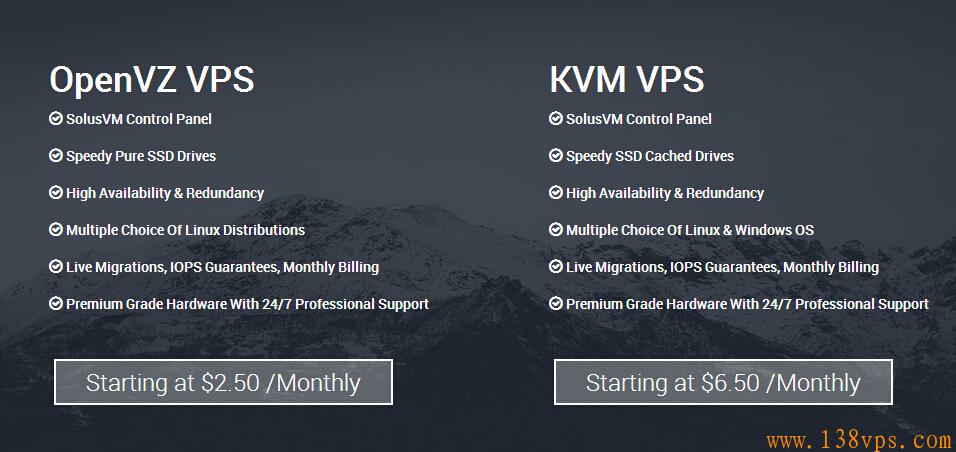 OpenVZ VPS
SolusVM Control Panel
Speedy Pure SSD Drives
High Availability & Redundancy
Multiple Choice Of Linux Distributions
Live Migrations, IOPS Guarantees, Monthly Billing
Premium Grade Hardware With 24/7 Professional Support
Starting at $2.50 /Monthly
KVM VPS
SolusVM Control Panel
Speedy SSD Cached Drives
High Availability & Redundancy
Multiple Choice Of Linux & Windows OS
Live Migrations, IOPS Guarantees, Monthly Billing
Premium Grade Hardware With 24/7 Professional Support
Starting at $6.50 /Monthly
www.138vps.com